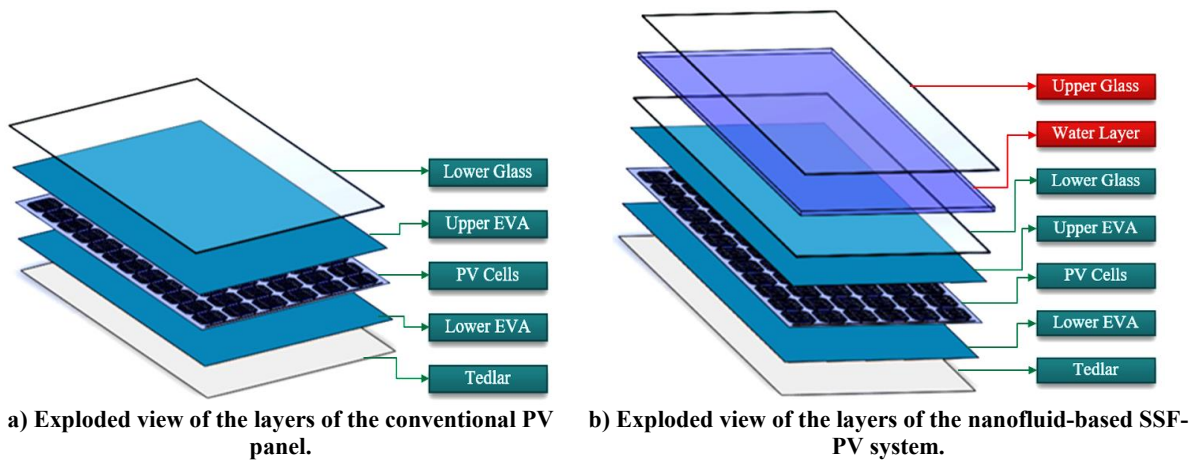 Lower Glass
Upper EVA
PV Cells
Lower EVA
Tedlar
a) Exploded view of the layers of the conventional PV
panel.
Upper Glass
Water Layer
Lower Glass
Upper EVA
PV Cells
Lower EVA
Tedlar
b) Exploded view of the layers of the nanofluid-based SSF-
PV system.